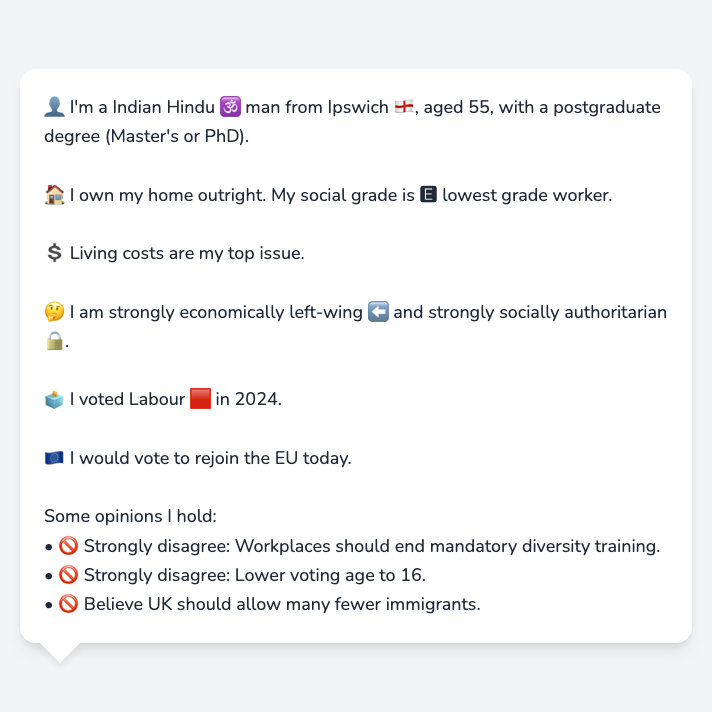 👤 I'm a Indian Hindu 🕉️ man from Ipswich 🏴󠁧󠁢󠁥󠁮󠁧󠁿, aged 55, with a postgraduate
degree (Master's or PhD).
🏠 I own my home outright. My social grade is 🅴 lowest grade worker.
💲 Living costs are my top issue.
🤔 I am strongly economically left-wing ⬅️ and strongly socially authoritarian
🔒.
🗳️ I voted Labour 🟥 in 2024.
🇪🇺 I would vote to rejoin the EU today.
Some opinions I hold:
• 🚫 Strongly disagree: Workplaces should end mandatory diversity training.
• 🚫 Strongly disagree: Lower voting age to 16.
• 🚫 Believe UK should allow many fewer immigrants.